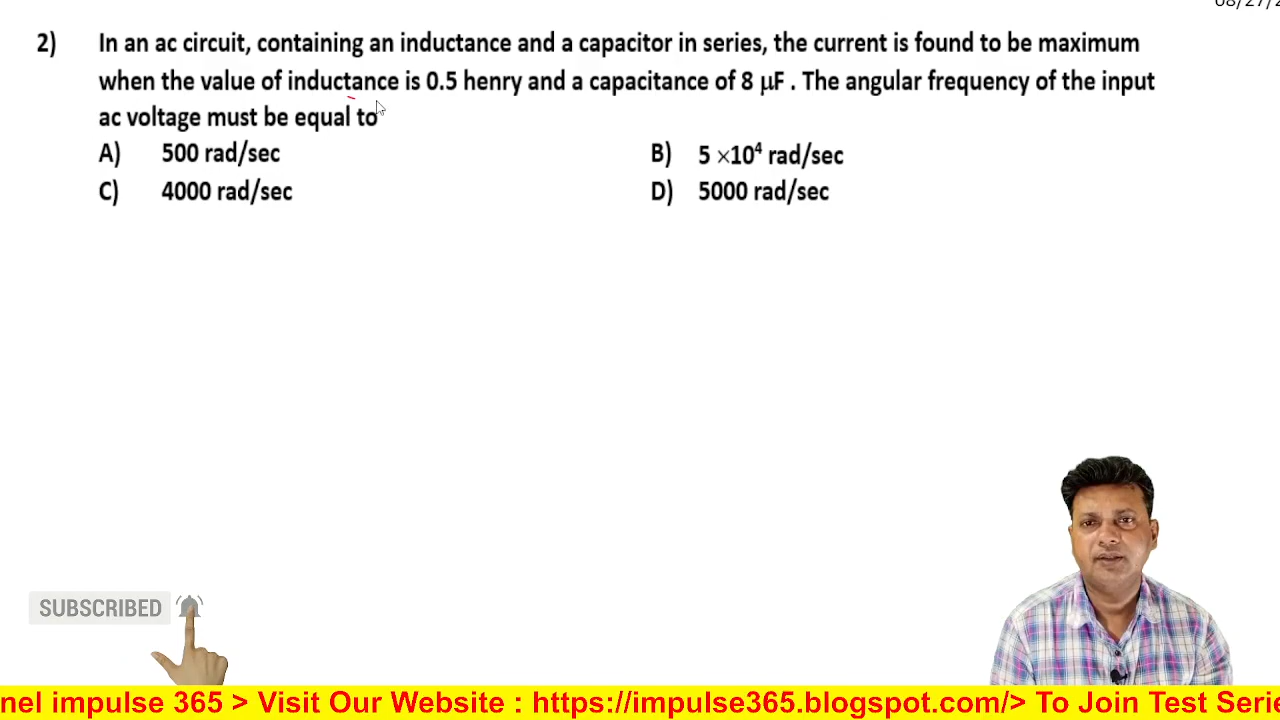 2) In an ac circuit, containing an inductance and a capacitor in series, the current is found to be maximum
when the value of inductance is 0.5 henry and a capacitance of 8 μF . The angular frequency of the input
ac voltage must be equal to
A) 500 rad/sec B) 5 ×10⁴ rad/sec
C) 4000 rad/sec D) 5000 rad/sec
SUBSCRIBED
nel impulse 365 > Visit Our Website : https://impulse365.blogspot.com/> To Join Test Serie